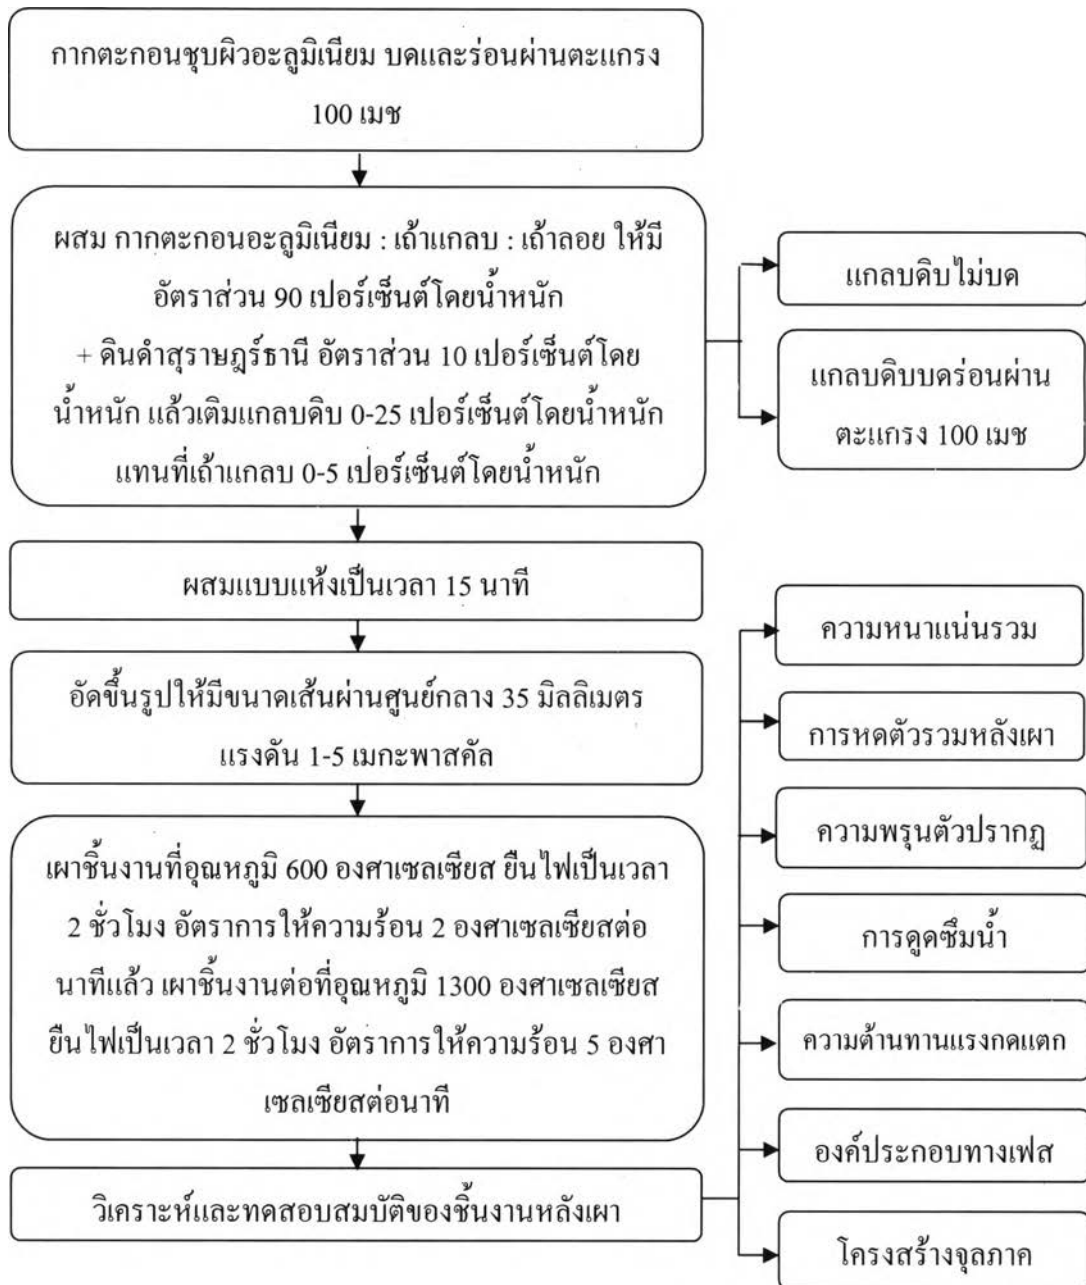 กากตะกอนชุบผิวอะลูมิเนียม บดและร่อนผ่านตะแกรง
100 เมช
ผสม กากตะกอนอะลูมิเนียม : เถ้าแกลบ : เถ้าลอย ให้มี
อัตราส่วน 90 เปอร์เซ็นต์โดยน้ำหนัก
+ ดินดำสุราษฎร์ธานี อัตราส่วน 10 เปอร์เซ็นต์โดย
น้ำหนัก แล้วเติมแกลบดิบ 0-25 เปอร์เซ็นต์โดยน้ำหนัก
แทนที่เถ้าแกลบ 0-5 เปอร์เซ็นต์โดยน้ำหนัก
แกลบดิบไม่บด
แกลบดิบบดร่อนผ่าน
ตะแกรง 100 เมช
ผสมแบบแห้งเป็นเวลา 15 นาที
อัดขึ้นรูปให้มีขนาดเส้นผ่านศูนย์กลาง 35 มิลลิเมตร
แรงดัน 1-5 เมกะพาสคัล
เผาชิ้นงานที่อุณหภูมิ 600 องศาเซลเซียส ยืนไฟเป็นเวลา
2 ชั่วโมง อัตราการให้ความร้อน 2 องศาเซลเซียสต่อ
นาทีแล้ว เผาชิ้นงานต่อที่อุณหภูมิ 1300 องศาเซลเซียส
ยืนไฟเป็นเวลา 2 ชั่วโมง อัตราการให้ความร้อน 5 องศา
เซลเซียสต่อนาที
วิเคราะห์และทดสอบสมบัติของชิ้นงานหลังเผา
ความหนาแน่นรวม
การหดตัวรวมหลังเผา
ความพรุนตัวปรากฏ
การดูดซึมน้ำ
ความต้านทานแรงกดแตก
องค์ประกอบทางเฟส
โครงสร้างจุลภาค